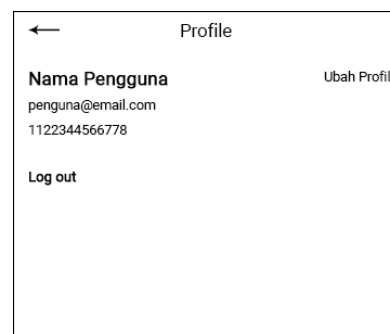 Profile
Nama Pengguna
Ubah Profil
penguna@email.com
1122344566778
Log out